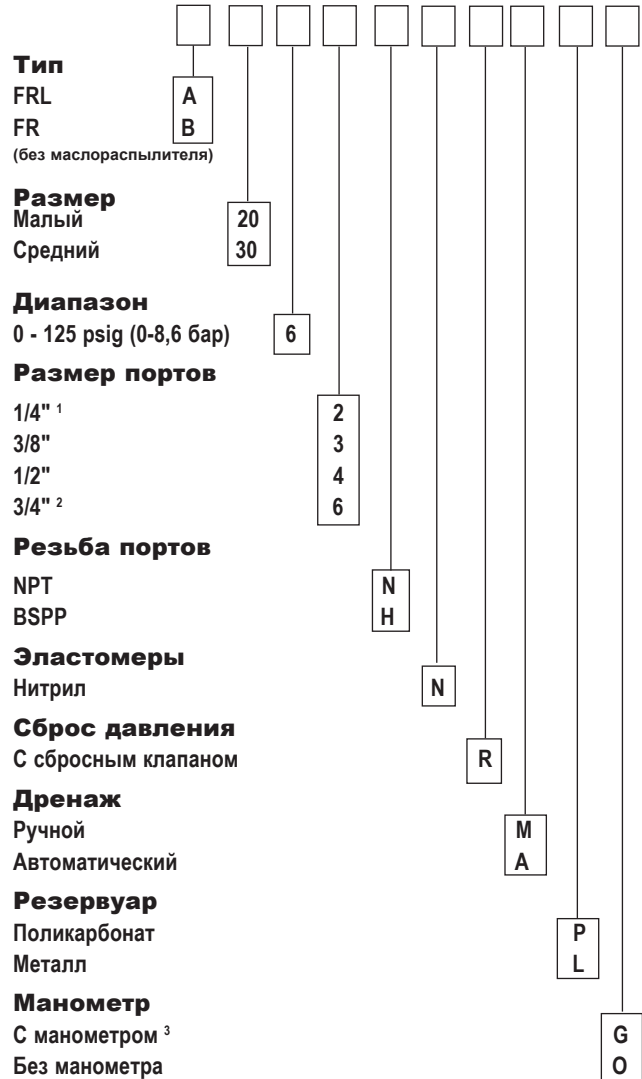 Тип
FRL A
FR B
(без маслораспылителя)
Размер
Малый 20
Средний 30
Диапазон
0 - 125 psig (0-8,6 бар) 6
Размер портов
1/4" ¹ 2
3/8" 3
1/2" 4
3/4" ² 6
Резьба портов
NPT N
BSPP H
Эластомеры
Нитрил N
Сброс давления
С сбросным клапаном R
Дренаж
Ручной M
Автоматический A
Резервуар
Поликарбонат P
Металл L
Манометр
С манометром ³ G
Без манометра O